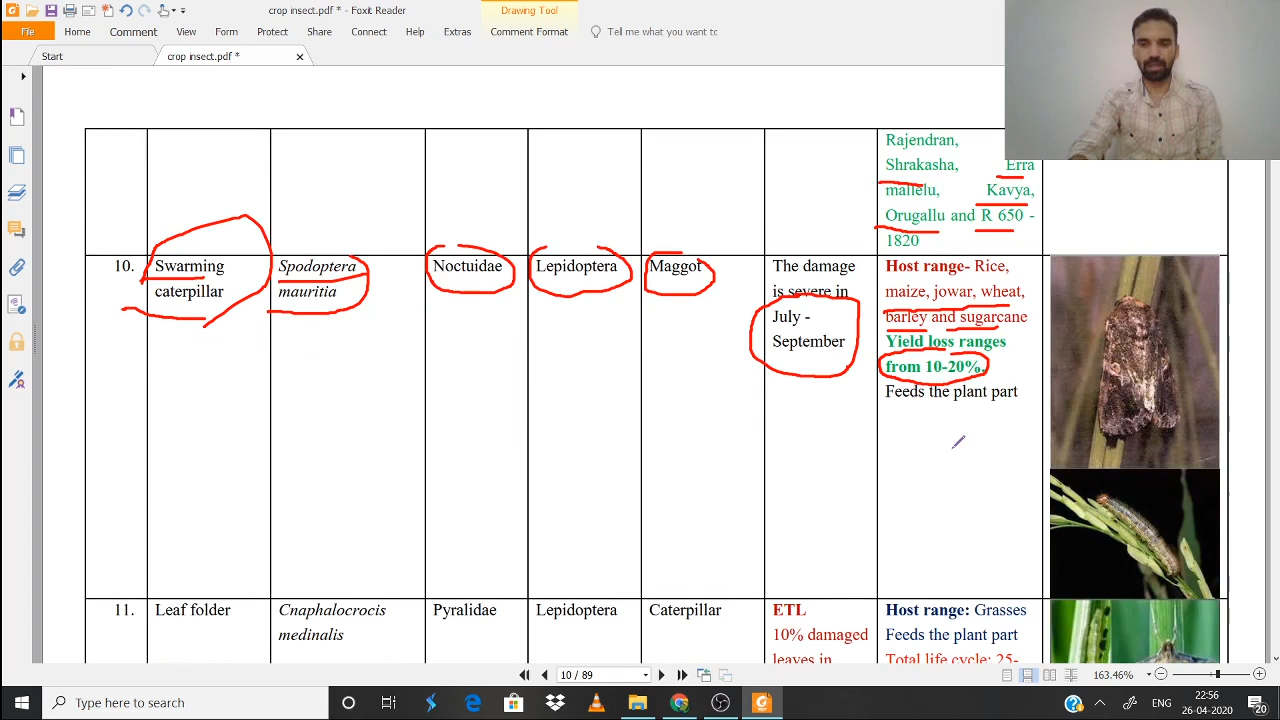 crop insect.pdf * - Foxit Reader
Drawing Tool
File
Home
Comment
View
Form
Protect
Share
Connect
Help
Extras
Comment Format
Tell me what you want to
Start
crop insect.pdf *
Rajendran,
Shrakasha, Erra
mallelu, Kavya,
Orugallu and R 650 -
1820
10.
Swarming
caterpillar
Spodoptera
mauritia
Noctuidae
Lepidoptera
Maggot
The damage
is severe in
July -
September
Host range- Rice,
maize, jowar, wheat,
barley and sugarcane
Yield loss ranges
from 10-20%.
Feeds the plant part
11.
Leaf folder
Cnaphalocrocis
medinalis
Pyralidae
Lepidoptera
Caterpillar
ETL
10% damaged
leaves in
Host range: Grasses
Feeds the plant part
Total life cycle: 25-
10 / 89
163.46%
Type here to search
ENG
22:56
26-04-2020
20